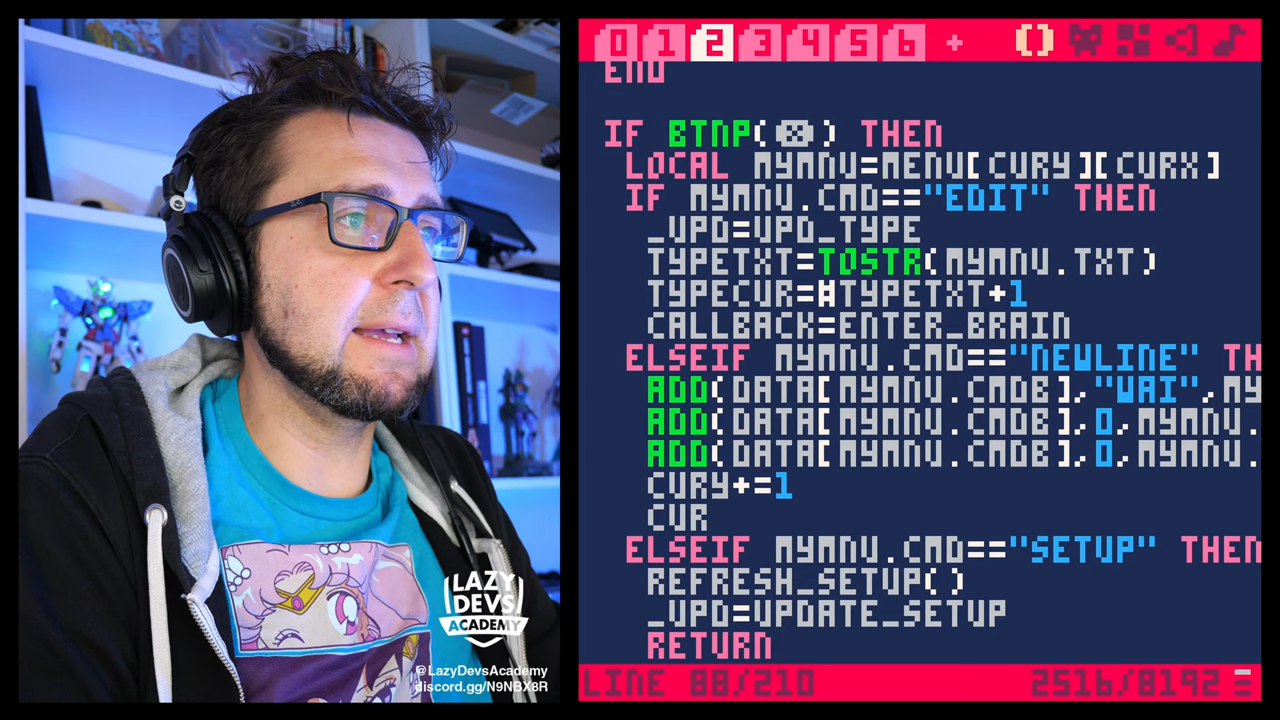 LAZY
DEVS
ACADEMY
@LazyDevsAcademy
discord.gg/N9NBX8R
0 1 2 3 4 5 6 + ()
END
IF BTNP(❎) THEN
LOCAL MYMNU=MENU[CURY][CURX]
IF MYMNU.CMD=="EDIT" THEN
_UPD=UPD_TYPE
TYPETXT=TOSTR(MYMNU.TXT)
TYPECUR=#TYPETXT+1
CALLBACK=ENTER_BRAIN
ELSEIF MYMNU.CMD=="NEWLINE" TH
ADD(DATA[MYMNU.CMDB],"WAI",MY
ADD(DATA[MYMNU.CMDB],0,MYMNU.
ADD(DATA[MYMNU.CMDB],0,MYMNU.
CURY+=1
CUR
ELSEIF MYMNU.CMD=="SETUP" THEN
REFRESH_SETUP()
_UPD=UPDATE_SETUP
RETURN
LINE 88/210 2516/8192